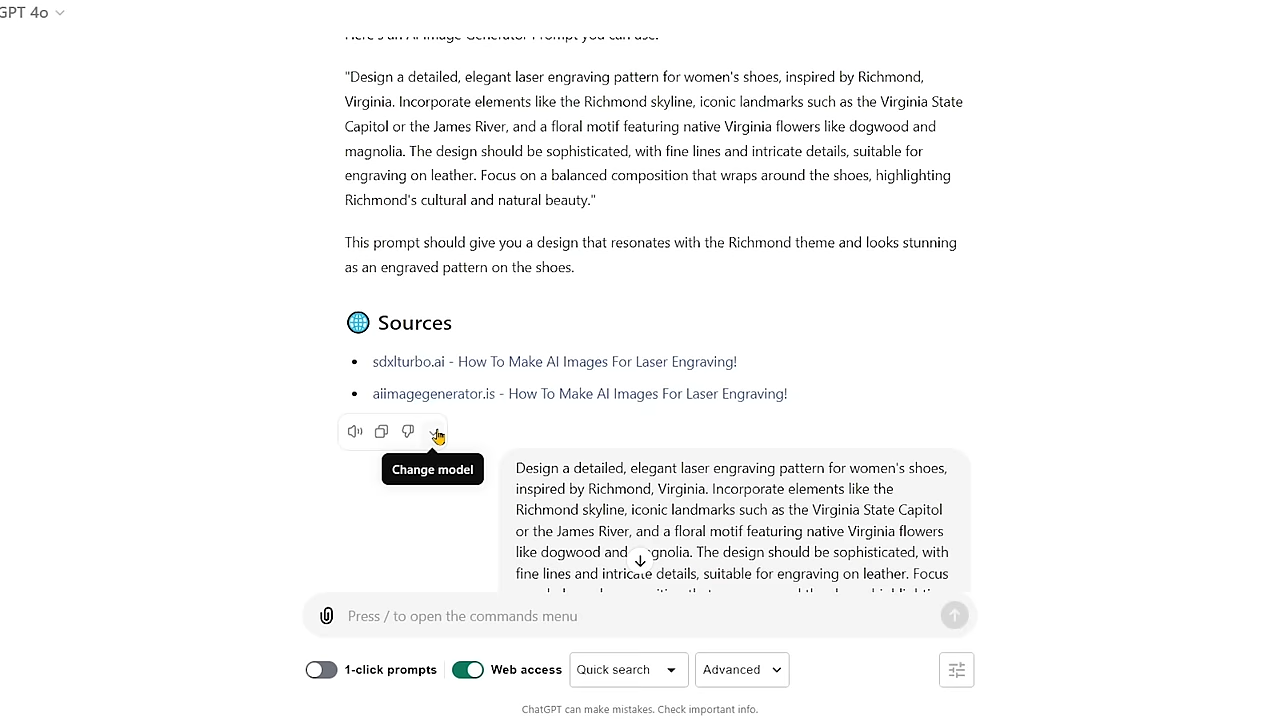 GPT 4o
Here's an AI Image Generator Prompt you can use:
"Design a detailed, elegant laser engraving pattern for women's shoes, inspired by Richmond,
Virginia. Incorporate elements like the Richmond skyline, iconic landmarks such as the Virginia State
Capitol or the James River, and a floral motif featuring native Virginia flowers like dogwood and
magnolia. The design should be sophisticated, with fine lines and intricate details, suitable for
engraving on leather. Focus on a balanced composition that wraps around the shoes, highlighting
Richmond's cultural and natural beauty."
This prompt should give you a design that resonates with the Richmond theme and looks stunning
as an engraved pattern on the shoes.
Sources
sdxlturbo.ai - How To Make AI Images For Laser Engraving!
aiimagegenerator.is - How To Make AI Images For Laser Engraving!
Change model
Design a detailed, elegant laser engraving pattern for women's shoes,
inspired by Richmond, Virginia. Incorporate elements like the
Richmond skyline, iconic landmarks such as the Virginia State Capitol
or the James River, and a floral motif featuring native Virginia flowers
like dogwood and magnolia. The design should be sophisticated, with
fine lines and intricate details, suitable for engraving on leather. Focus
Press / to open the commands menu
1-click prompts Web access Quick search Advanced
ChatGPT can make mistakes. Check important info.